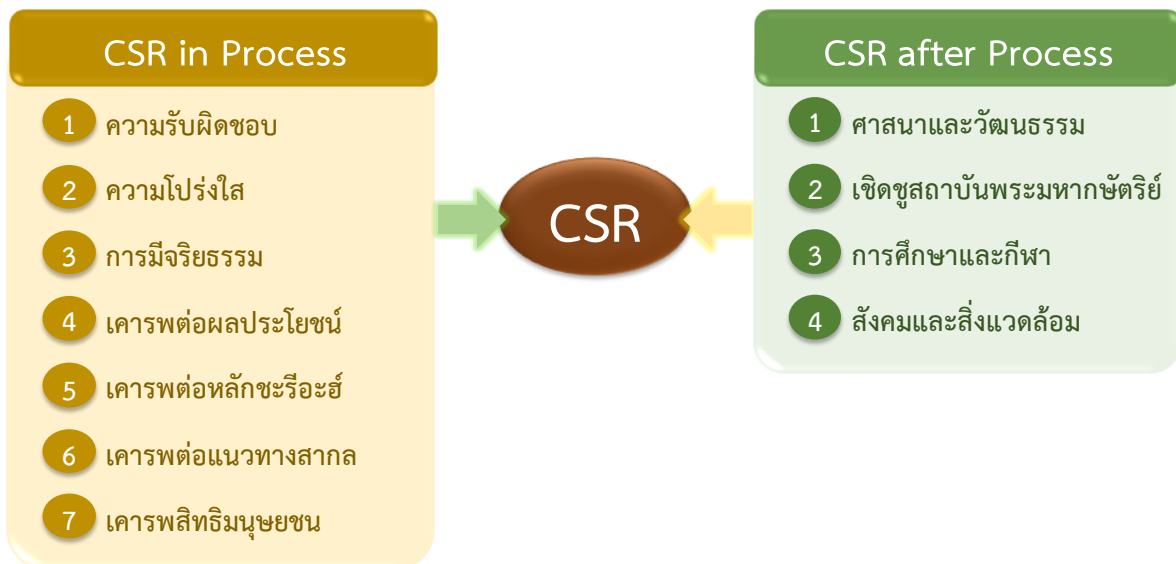 CSR in Process
1 ความรับผิดชอบ
2 ความโปร่งใส
3 การมีจริยธรรม
4 เคารพต่อผลประโยชน์
5 เคารพต่อหลักชะรีอะฮ์
6 เคารพต่อแนวทางสากล
7 เคารพสิทธิมนุษยชน
CSR
CSR after Process
1 ศาสนาและวัฒนธรรม
2 เชิดชูสถาบันพระมหากษัตริย์
3 การศึกษาและกีฬา
4 สังคมและสิ่งแวดล้อม